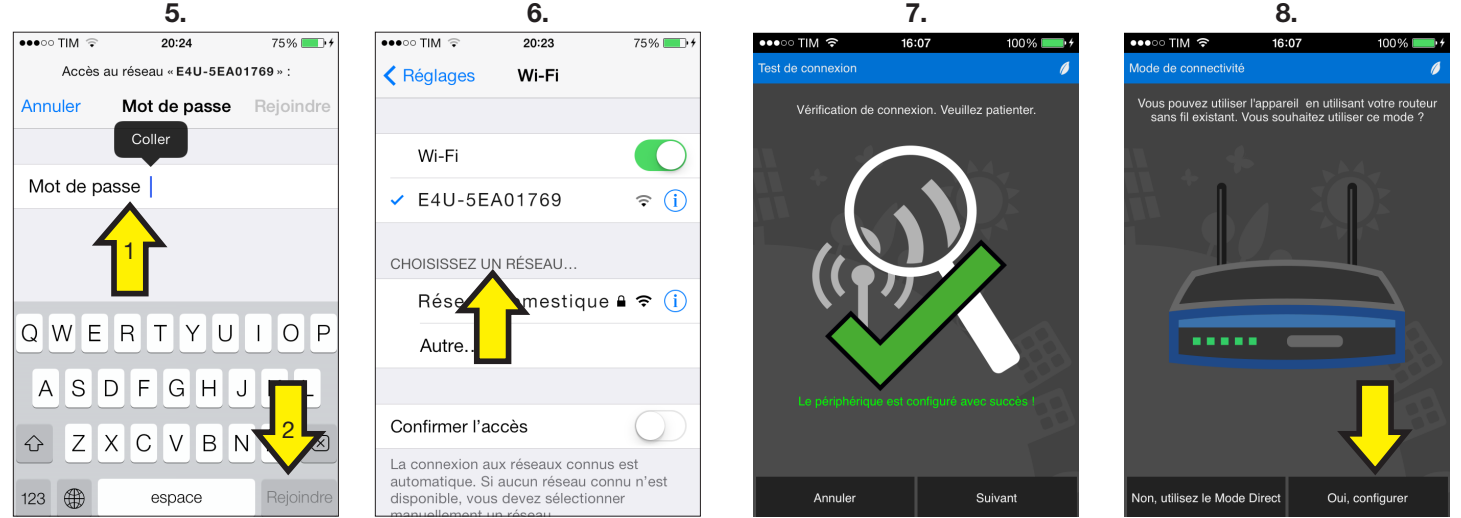 5.
TIM 20:24 75%
Accès au réseau « E4U-5EA01769 » :
Annuler Mot de passe Rejoindre
Coller
Mot de passe
1
Q W E R T Y U I O P
A S D F G H J L
2
Z X C V B N
123 espace Rejoindre
6.
TIM 20:23 75%
Réglages Wi-Fi
Wi-Fi
E4U-5EA01769 i
CHOISISSEZ UN RÉSEAU...
i
Autre..
Confirmer l'accès
La connexion aux réseaux connus est
automatique. Si aucun réseau connu n'est
disponible, vous devez sélectionner
manuellement un réseau.
7.
TIM 16:07 100%
Test de connexion
Vérification de connexion. Veuillez patienter.
Le périphérique est configuré avec succès !
Annuler Suivant
8.
TIM 16:07 100%
Mode de connectivité
Vous pouvez utiliser l'appareil en utilisant votre routeur
sans fil existant. Vous souhaitez utiliser ce mode ?
Non, utilisez le Mode Direct Oui, configurer